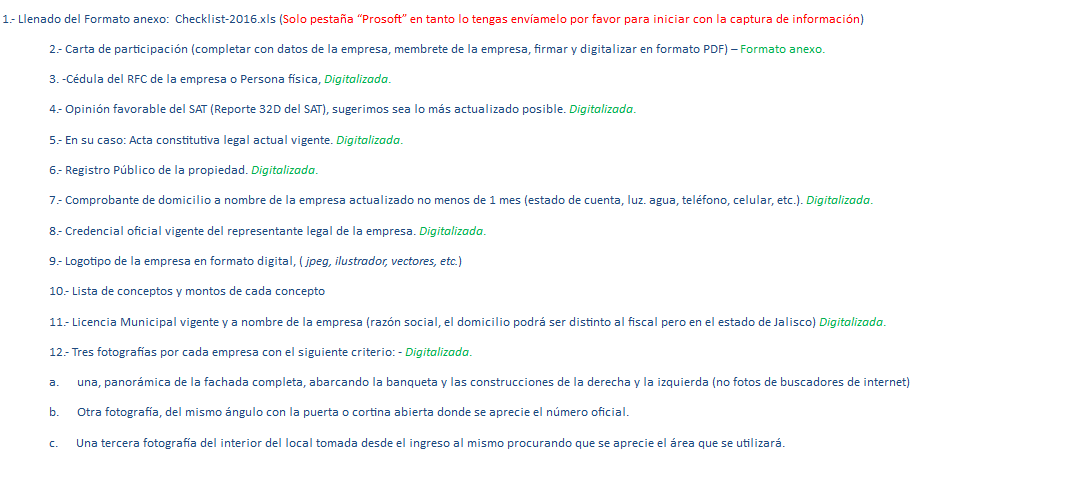 1.- Llenado del Formato anexo: Checklist-2016.xls (Solo pestaña “Prosoft” en tanto lo tengas envíamelo por favor para iniciar con la captura de información)
2.- Carta de participación (completar con datos de la empresa, membrete de la empresa, firmar y digitalizar en formato PDF) – Formato anexo.
3. -Cédula del RFC de la empresa o Persona física, Digitalizada.
4.- Opinión favorable del SAT (Reporte 32D del SAT), sugerimos sea lo más actualizado posible. Digitalizada.
5.- En su caso: Acta constitutiva legal actual vigente. Digitalizada.
6.- Registro Público de la propiedad. Digitalizada.
7.- Comprobante de domicilio a nombre de la empresa actualizado no menos de 1 mes (estado de cuenta, luz. agua, teléfono, celular, etc.). Digitalizada.
8.- Credencial oficial vigente del representante legal de la empresa. Digitalizada.
9.- Logotipo de la empresa en formato digital, ( jpeg, ilustrador, vectores, etc.)
10.- Lista de conceptos y montos de cada concepto
11.- Licencia Municipal vigente y a nombre de la empresa (razón social, el domicilio podrá ser distinto al fiscal pero en el estado de Jalisco) Digitalizada.
12.- Tres fotografías por cada empresa con el siguiente criterio: - Digitalizada.
a. una, panorámica de la fachada completa, abarcando la banqueta y las construcciones de la derecha y la izquierda (no fotos de buscadores de internet)
b. Otra fotografía, del mismo ángulo con la puerta o cortina abierta donde se aprecie el número oficial.
c. Una tercera fotografía del interior del local tomada desde el ingreso al mismo procurando que se aprecie el área que se utilizará.